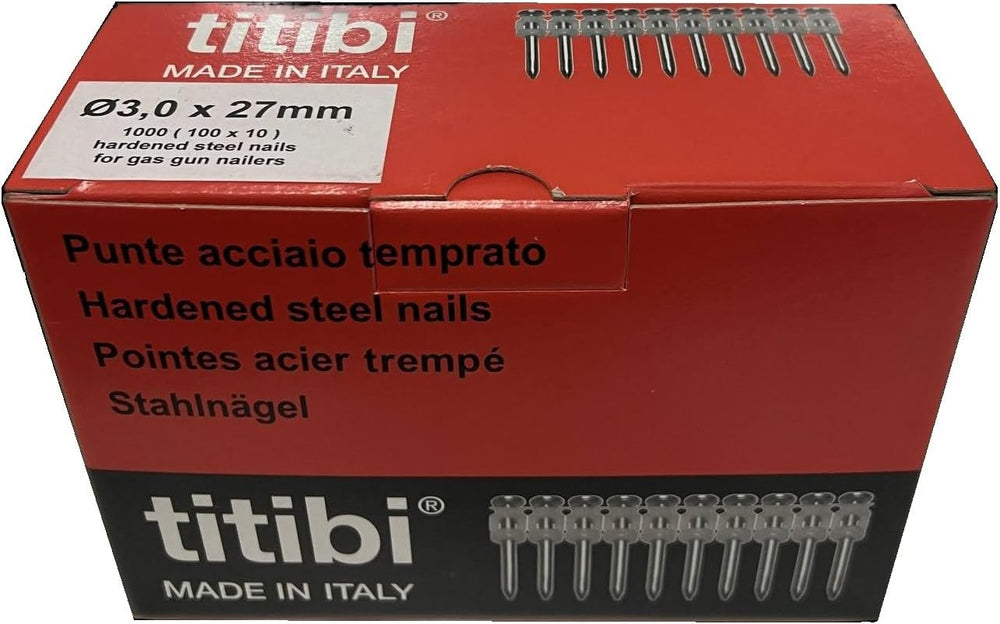 titibi®
MADE IN ITALY
Ø3,0 x 27mm
1000 ( 100 x 10 )
hardened steel nails
for gas gun nailers
Punte acciaio temprato
Hardened steel nails
Pointes acier trempé
Stahlnägel
titibi®
MADE IN ITALY